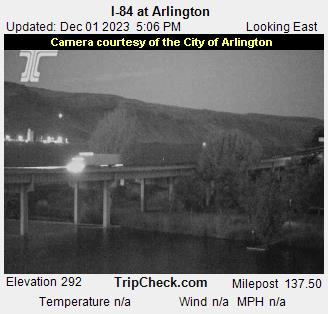 I-84 at Arlington
Updated: Dec 01 2023 5:06 PM Looking East
Camera courtesy of the City of Arlington
Elevation 292 TripCheck.com Milepost 137.50
Temperature n/a Wind n/a MPH n/a